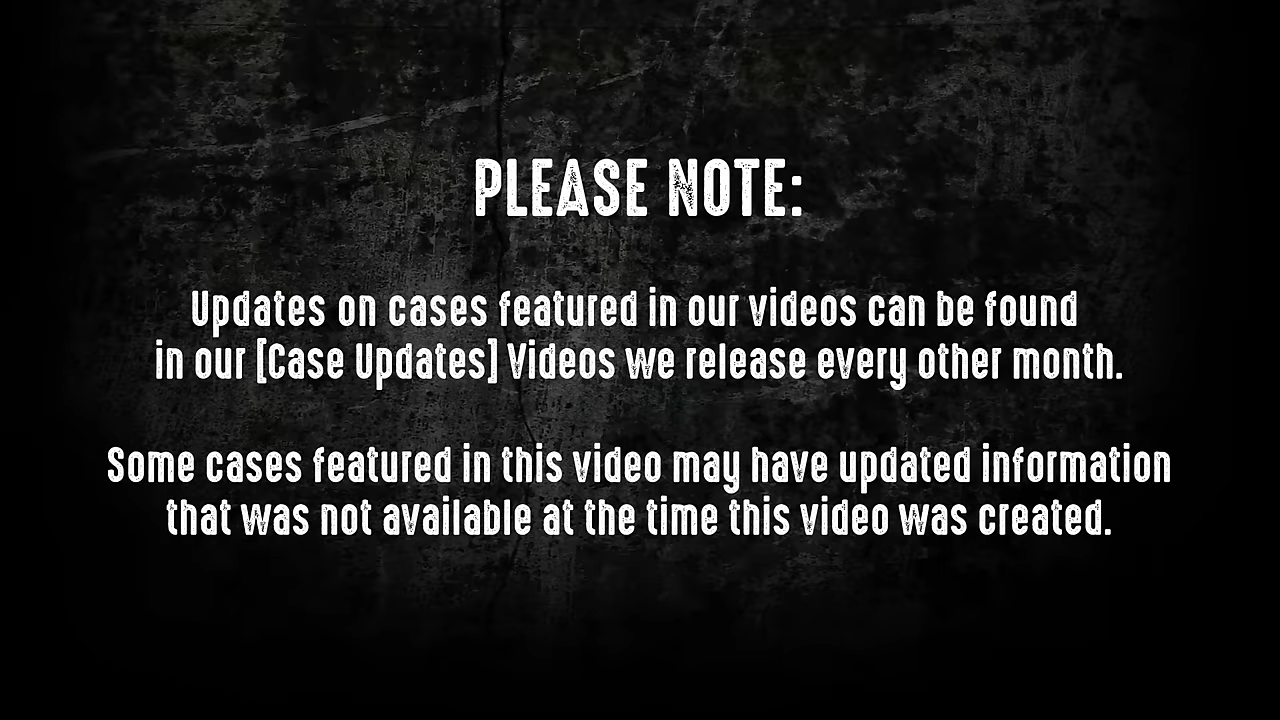 PLEASE NOTE:
Updates on cases featured in our videos can be found
in our [Case Updates] Videos we release every other month.
Some cases featured in this video may have updated information
that was not available at the time this video was created.